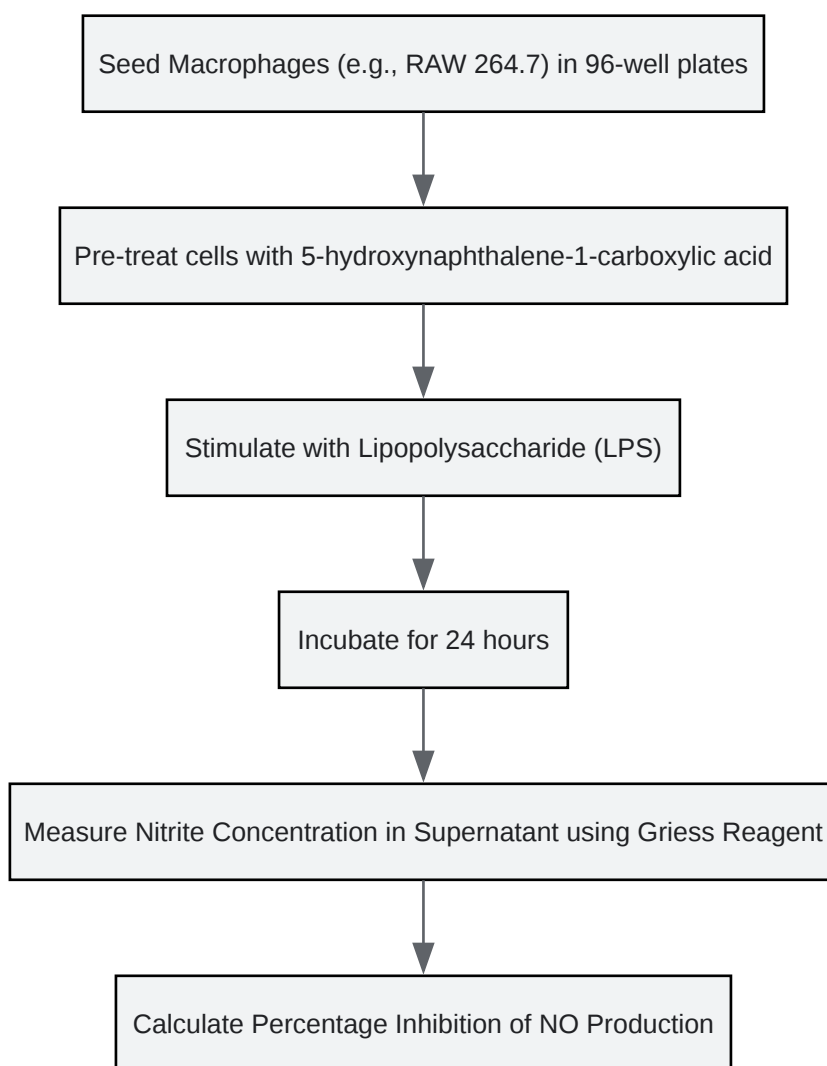 Seed Macrophages (e.g., RAW 264.7) in 96-well plates
Pre-treat cells with 5-hydroxynaphthalene-1-carboxylic acid
Stimulate with Lipopolysaccharide (LPS)
Incubate for 24 hours
Measure Nitrite Concentration in Supernatant using Griess Reagent
Calculate Percentage Inhibition of NO Production